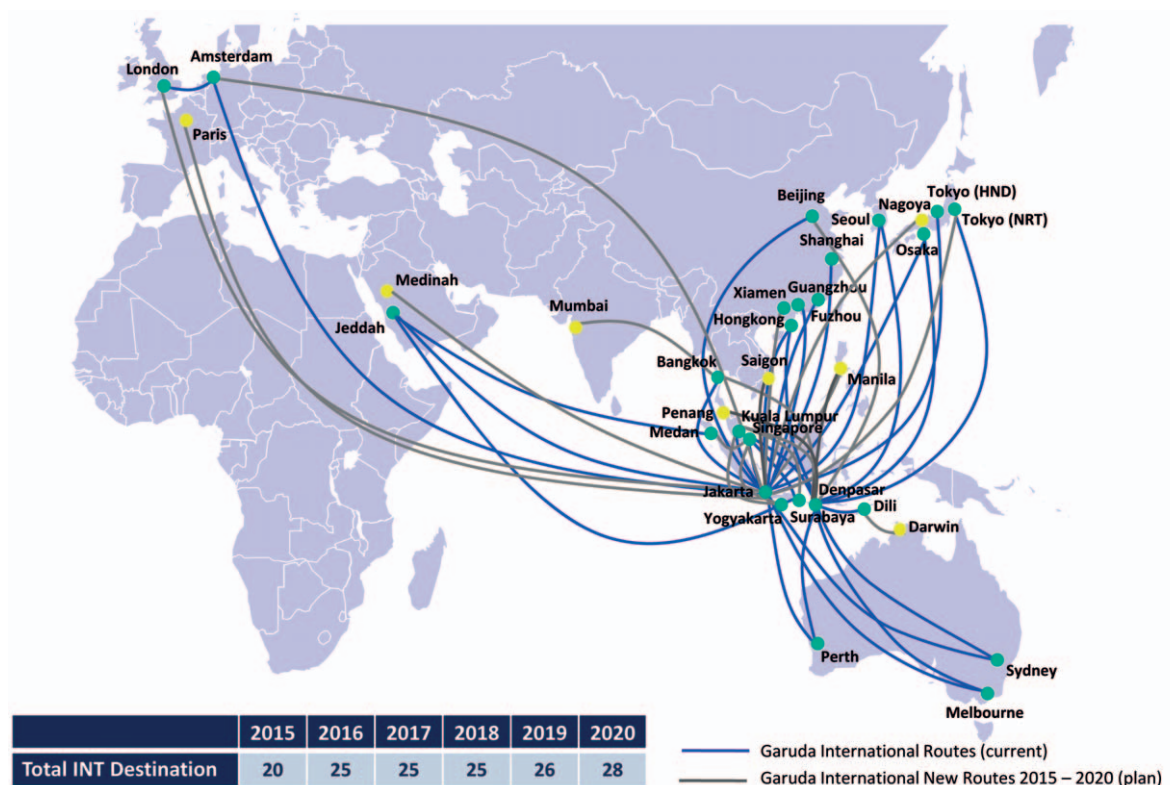 Amsterdam
London
Paris
Beijing
Nagoya
Tokyo (HND)
Seoul
Tokyo (NRT)
Osaka
Shanghai
Medinah
Mumbai
Xiamen
Guangzhou
Jeddah
Hongkong
Fuzhou
Bangkok
Saigon
Manila
Penang
Kuala Lumpur
Medan
Singapore
Jakarta
Denpasar
Dili
Yogyakarta
Surabaya
Darwin
Perth
Sydney
Melbourne
2015 2016 2017 2018 2019 2020
Total INT Destination 20 25 25 25 26 28
Garuda International Routes (current)
Garuda International New Routes 2015 – 2020 (plan)